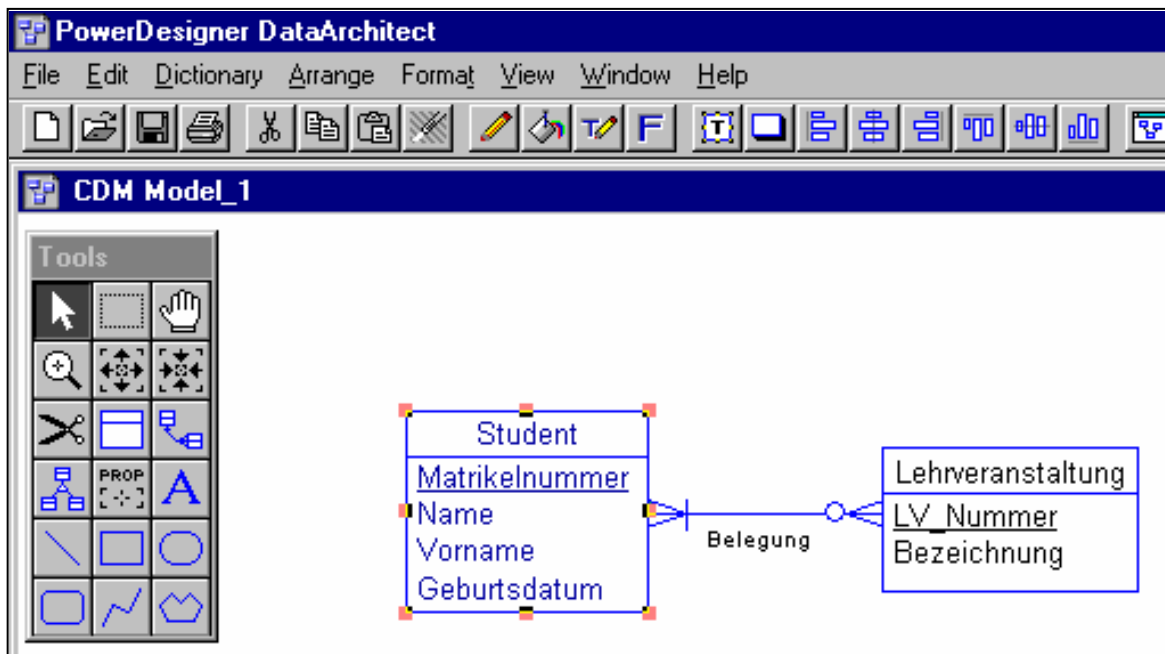 PowerDesigner DataArchitect
File Edit Dictionary Arrange Format View Window Help
T F T
CDM Model_1
Tools
PROP
A
Student
Matrikelnummer
Name
Vorname
Geburtsdatum
Belegung
Lehrveranstaltung
LV_Nummer
Bezeichnung